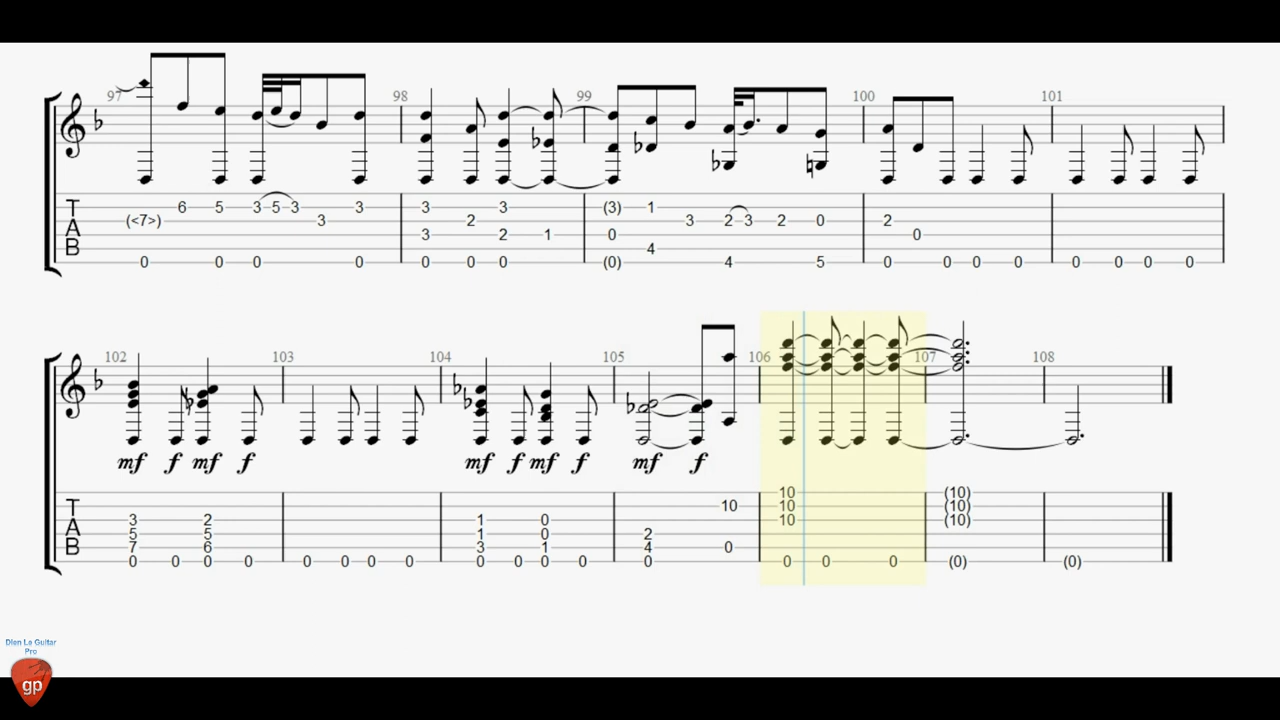 97 98 99 100 101
T 6 5 3 5 3 3 3 3 (3) 1
A (<7>) 3 2 3 2 3 2 0 2
3 2 1 0 0
B 4
0 0 0 0 0 0 0 (0) 4 5 0 0 0 0 0 0 0 0
102 103 104 105 106 107 108
mf f mf f mf f mf f mf f
10 (10)
T 10 10 (10)
3 2 1 0 10 (10)
A 5 5 1 0 2
B 7 6 3 1 4 0
0 0 0 0 0 0 0 0 0 0 0 0 0 0 0 0 (0) (0)
Dien Le Guitar
Pro
gp